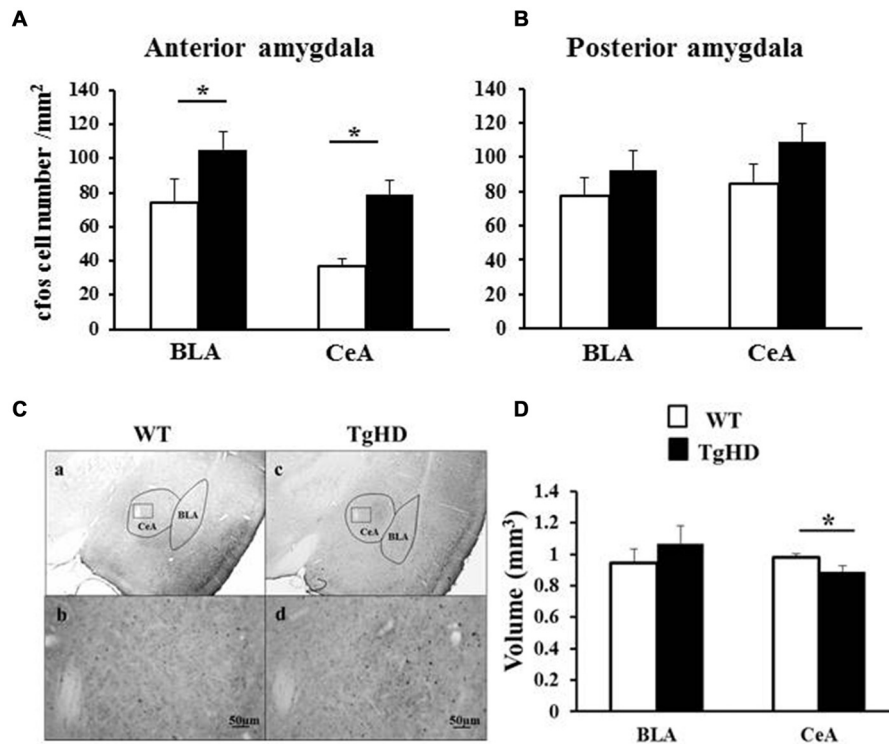 A
Anterior amygdala
cfos cell number /mm²
140
120
100
80
60
40
20
0
*
*
BLA
CeA
B
Posterior amygdala
140
120
100
80
60
40
20
0
BLA
CeA
C
WT
TgHD
a
CeA
BLA
c
CeA
BLA
b
50µm
d
50µm
D
WT
TgHD
Volume (mm³)
1.4
1.2
1
0.8
0.6
0.4
0.2
0
*
BLA
CeA